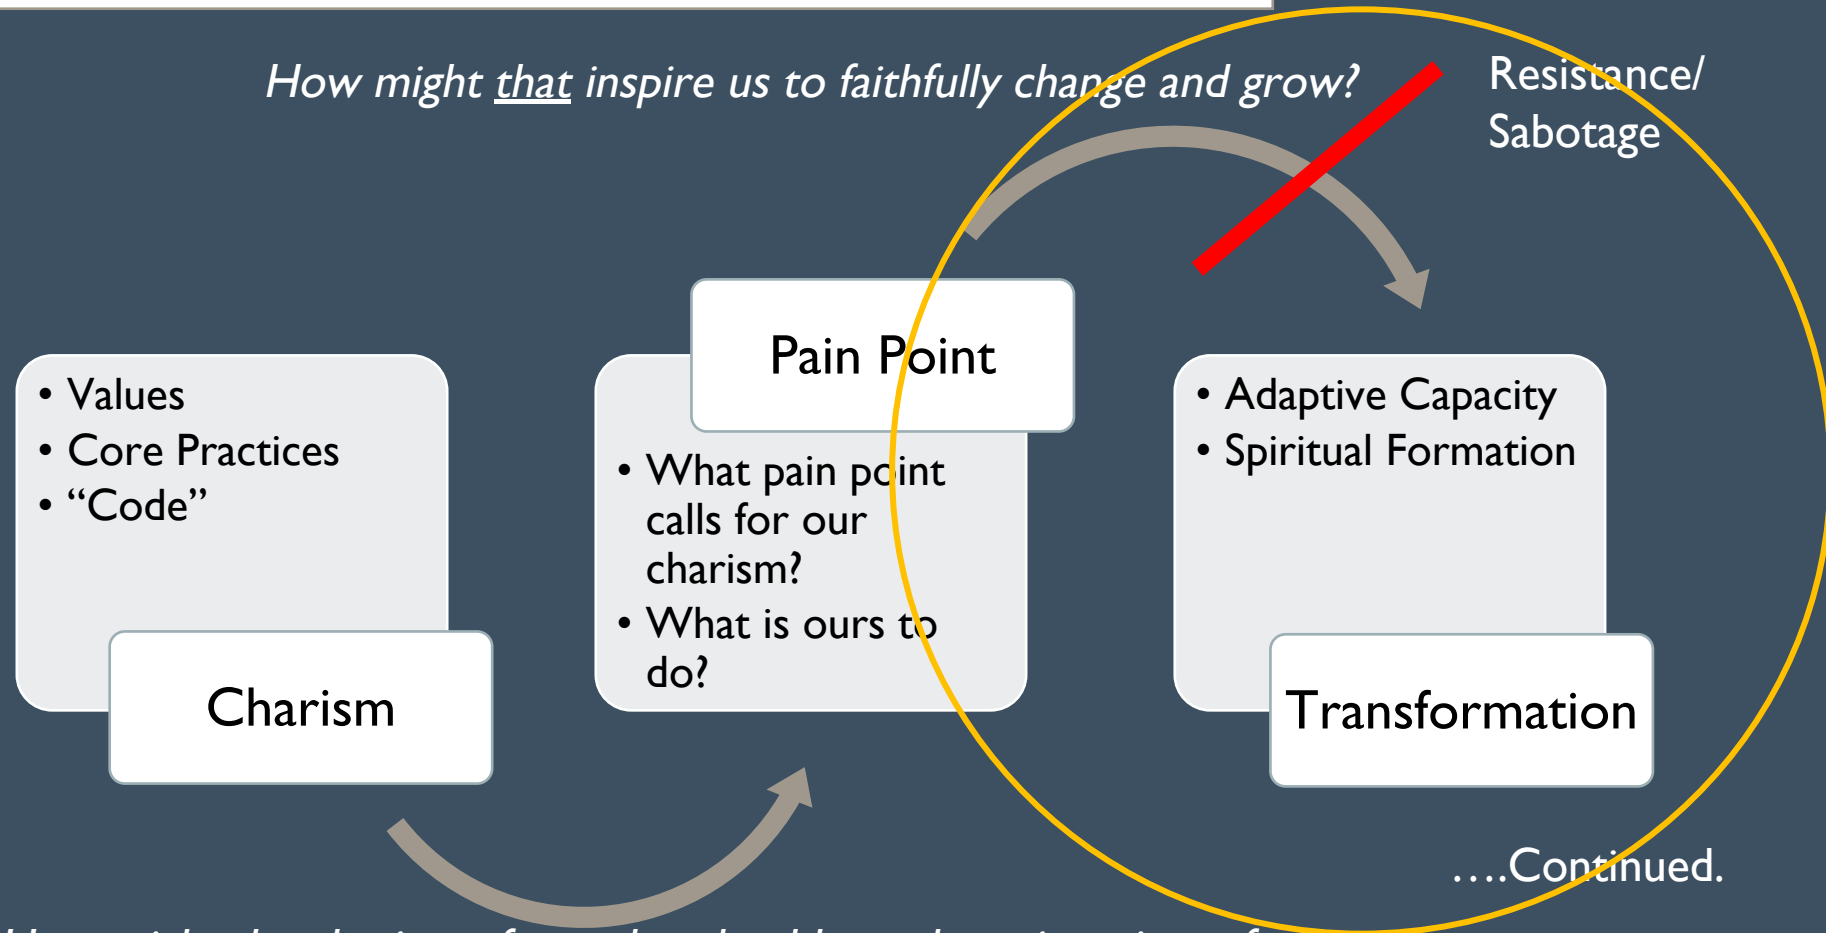 How might that inspire us to faithfully change and grow?
Resistance/
Sabotage
• Values
• Core Practices
• “Code”
Charism
Pain Point
• What pain point
calls for our
charism?
• What is ours to
do?
• Adaptive Capacity
• Spiritual Formation
Transformation
….Continued.